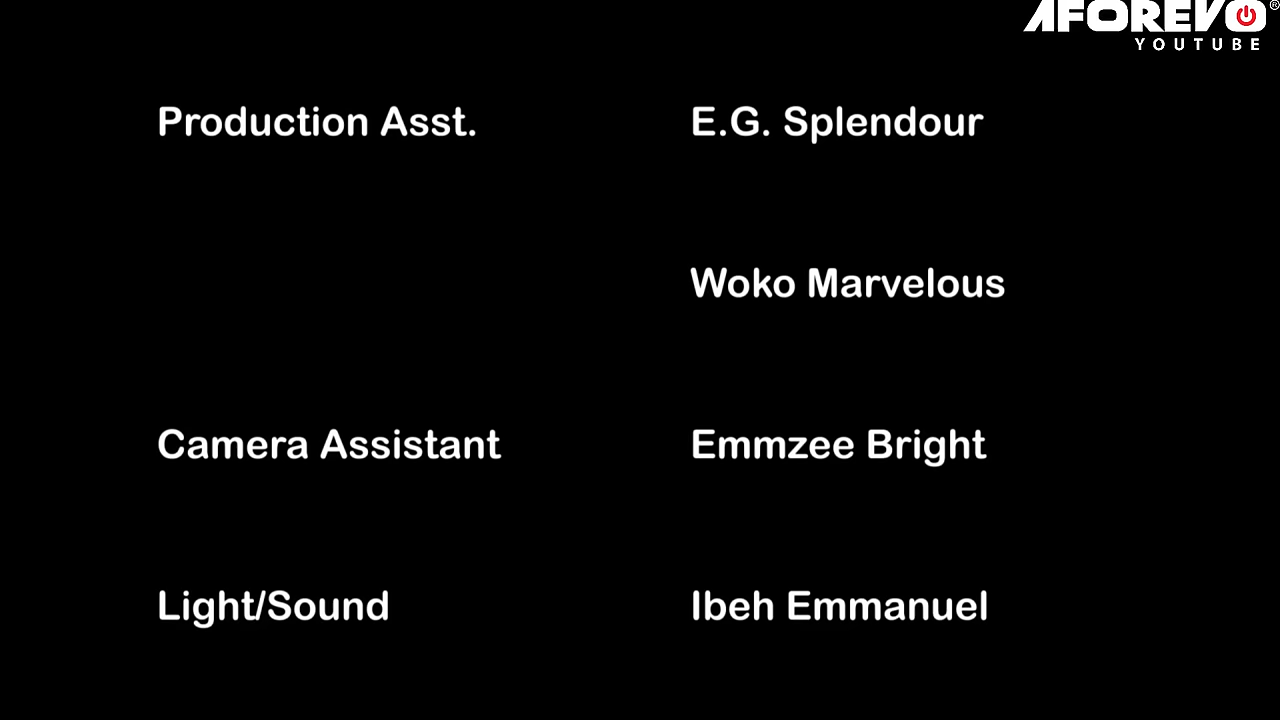 AFOREVO®
YOUTUBE
Production Asst. E.G. Splendour
Woko Marvelous
Camera Assistant Emmzee Bright
Light/Sound Ibeh Emmanuel